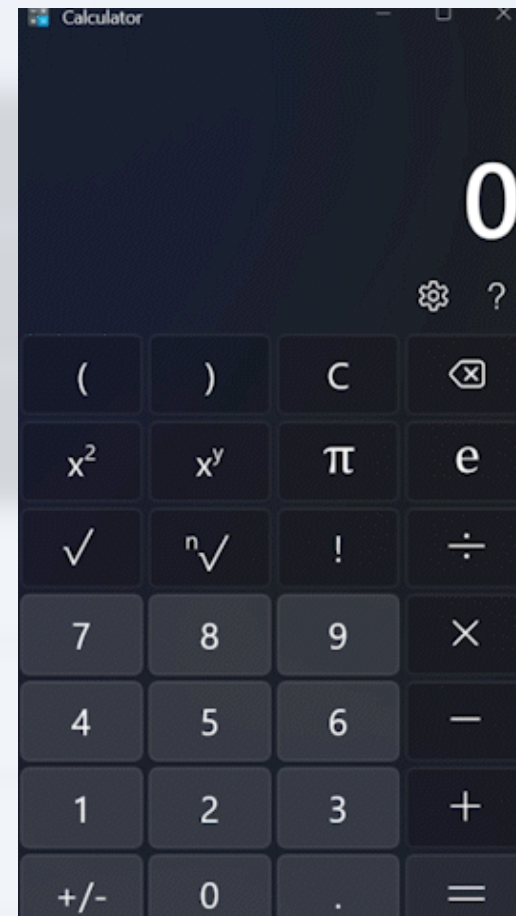 Calculator
0
?
( ) C
x² xʸ π e
√ ⁿ√ ! ÷
7 8 9 ×
4 5 6 −
1 2 3 +
+/- 0 . =